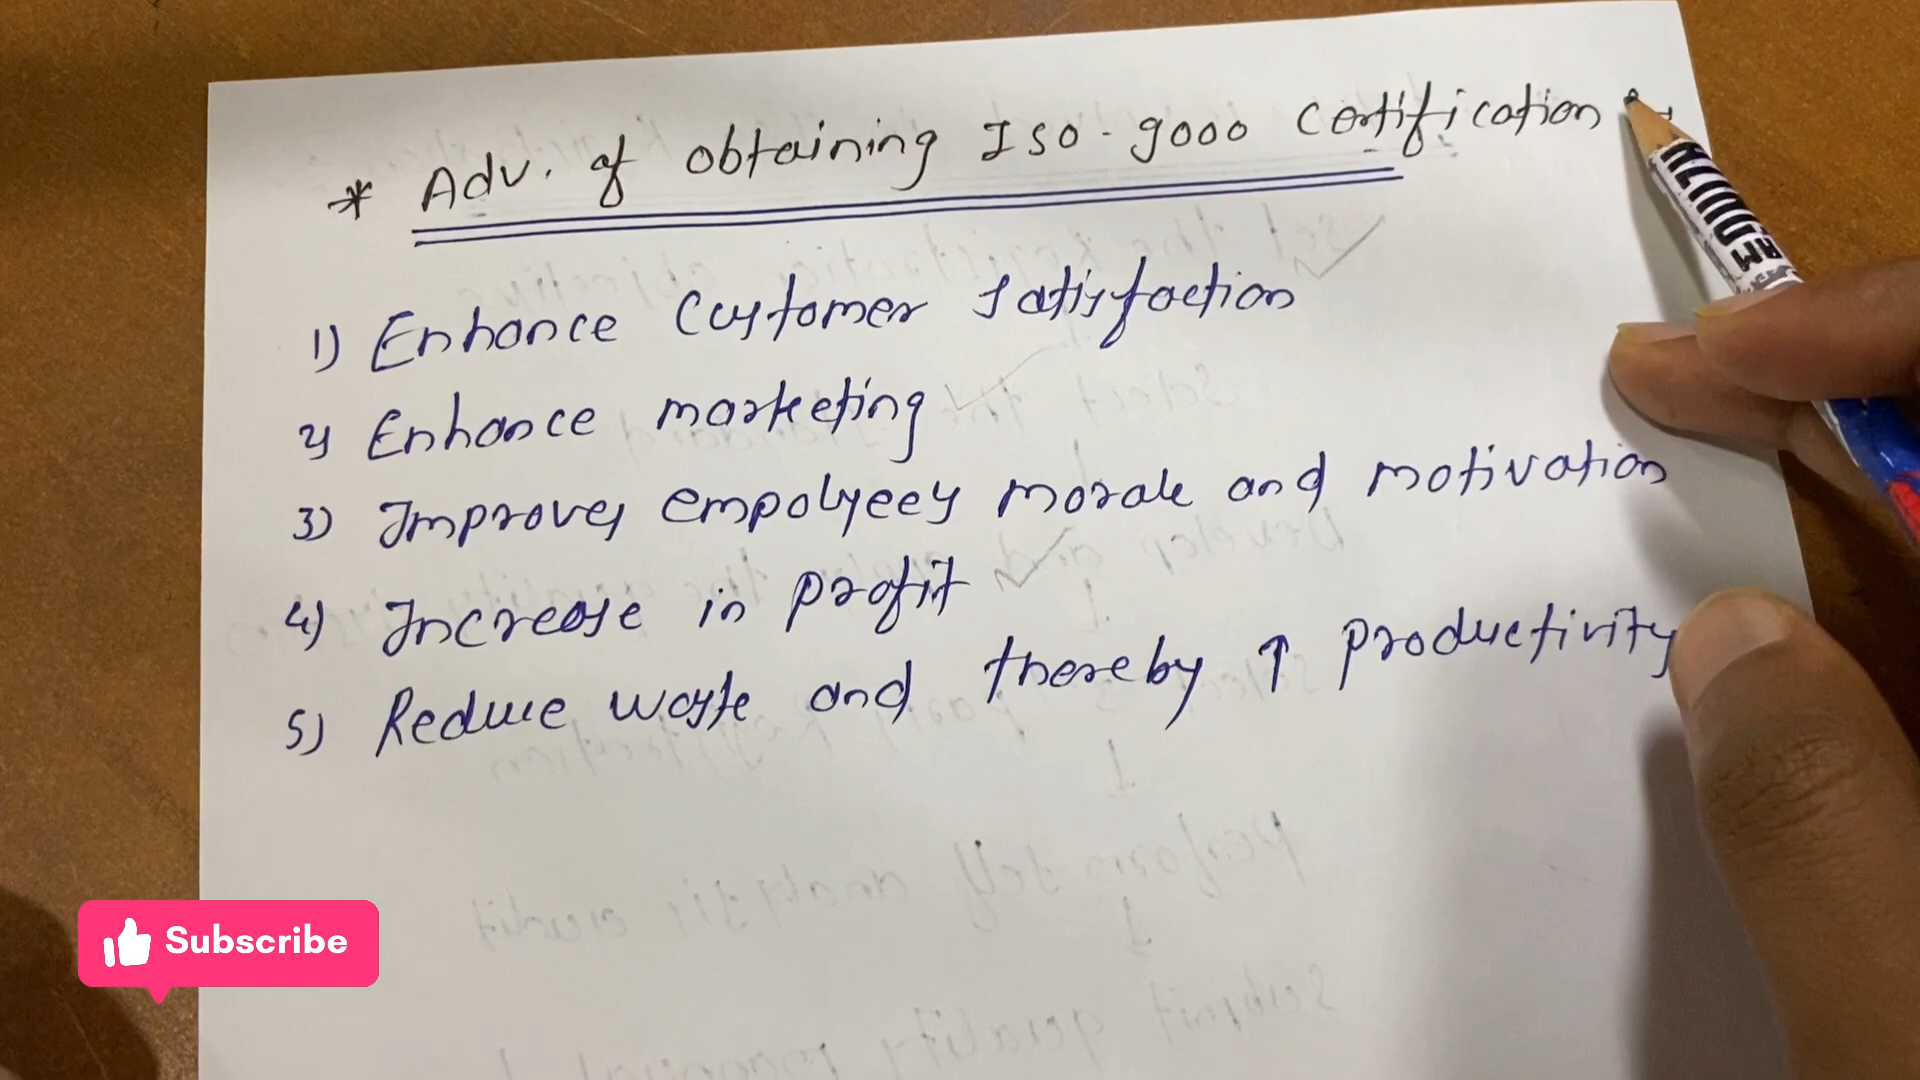 * Adv. of obtaining ISO-9000 certification :-
1) Enhance customer satisfaction
2) Enhance marketing
3) Improves empolyees morale and motivation
4) Increase in profit
5) Reduce waste and thereby ↑ productivity
Subscribe